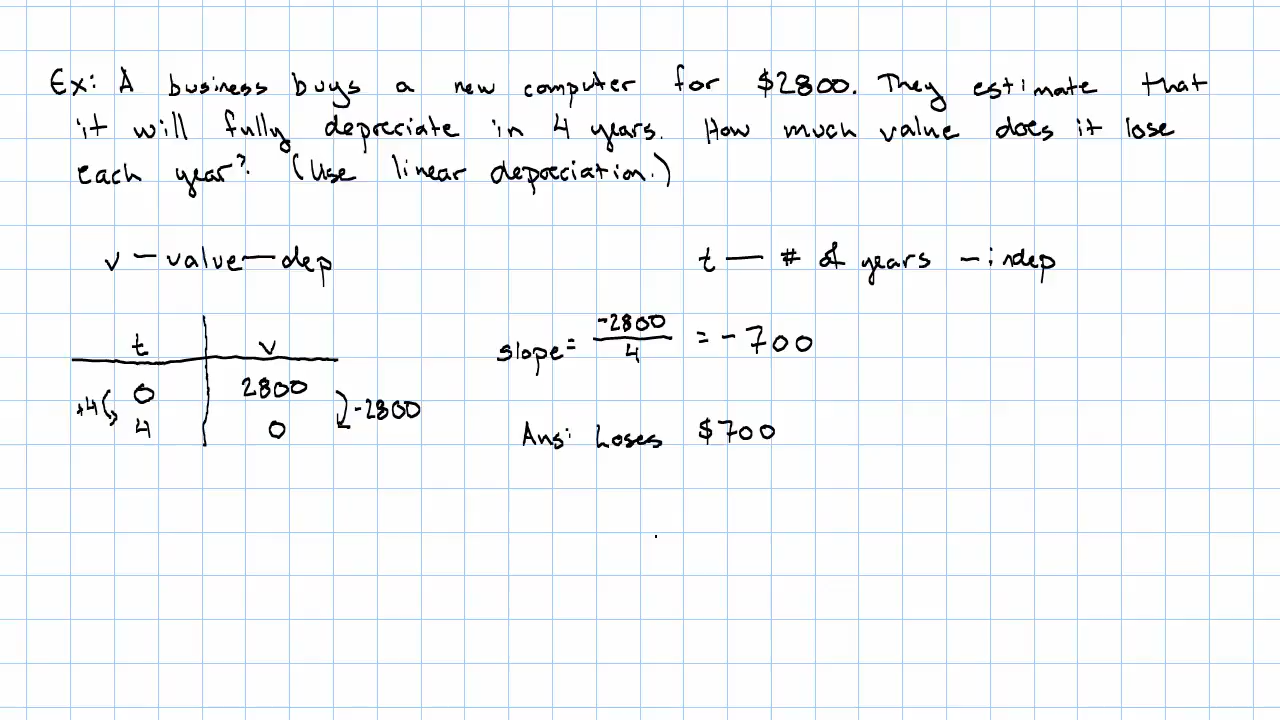 Ex: A business buys a new computer for $2800. They estimate that
it will fully depreciate in 4 years. How much value does it lose
each year? (Use linear depreciation.)
v — value — dep
t — # of years - indep
t v
0 2800
4 0
+4
-2800
slope = -2800/4 = -700
Ans: Loses $700